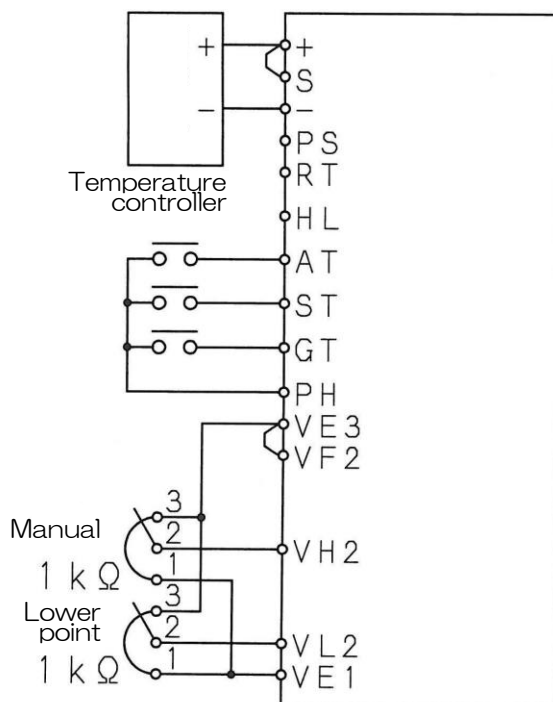 + +
S
− −
PS
RT
Temperature
controller
HL
AT
ST
GT
PH
VE3
VF2
3
Manual 2 VH2
1 kΩ 1
3
Lower
point 2 VL2
1 kΩ 1 VE1